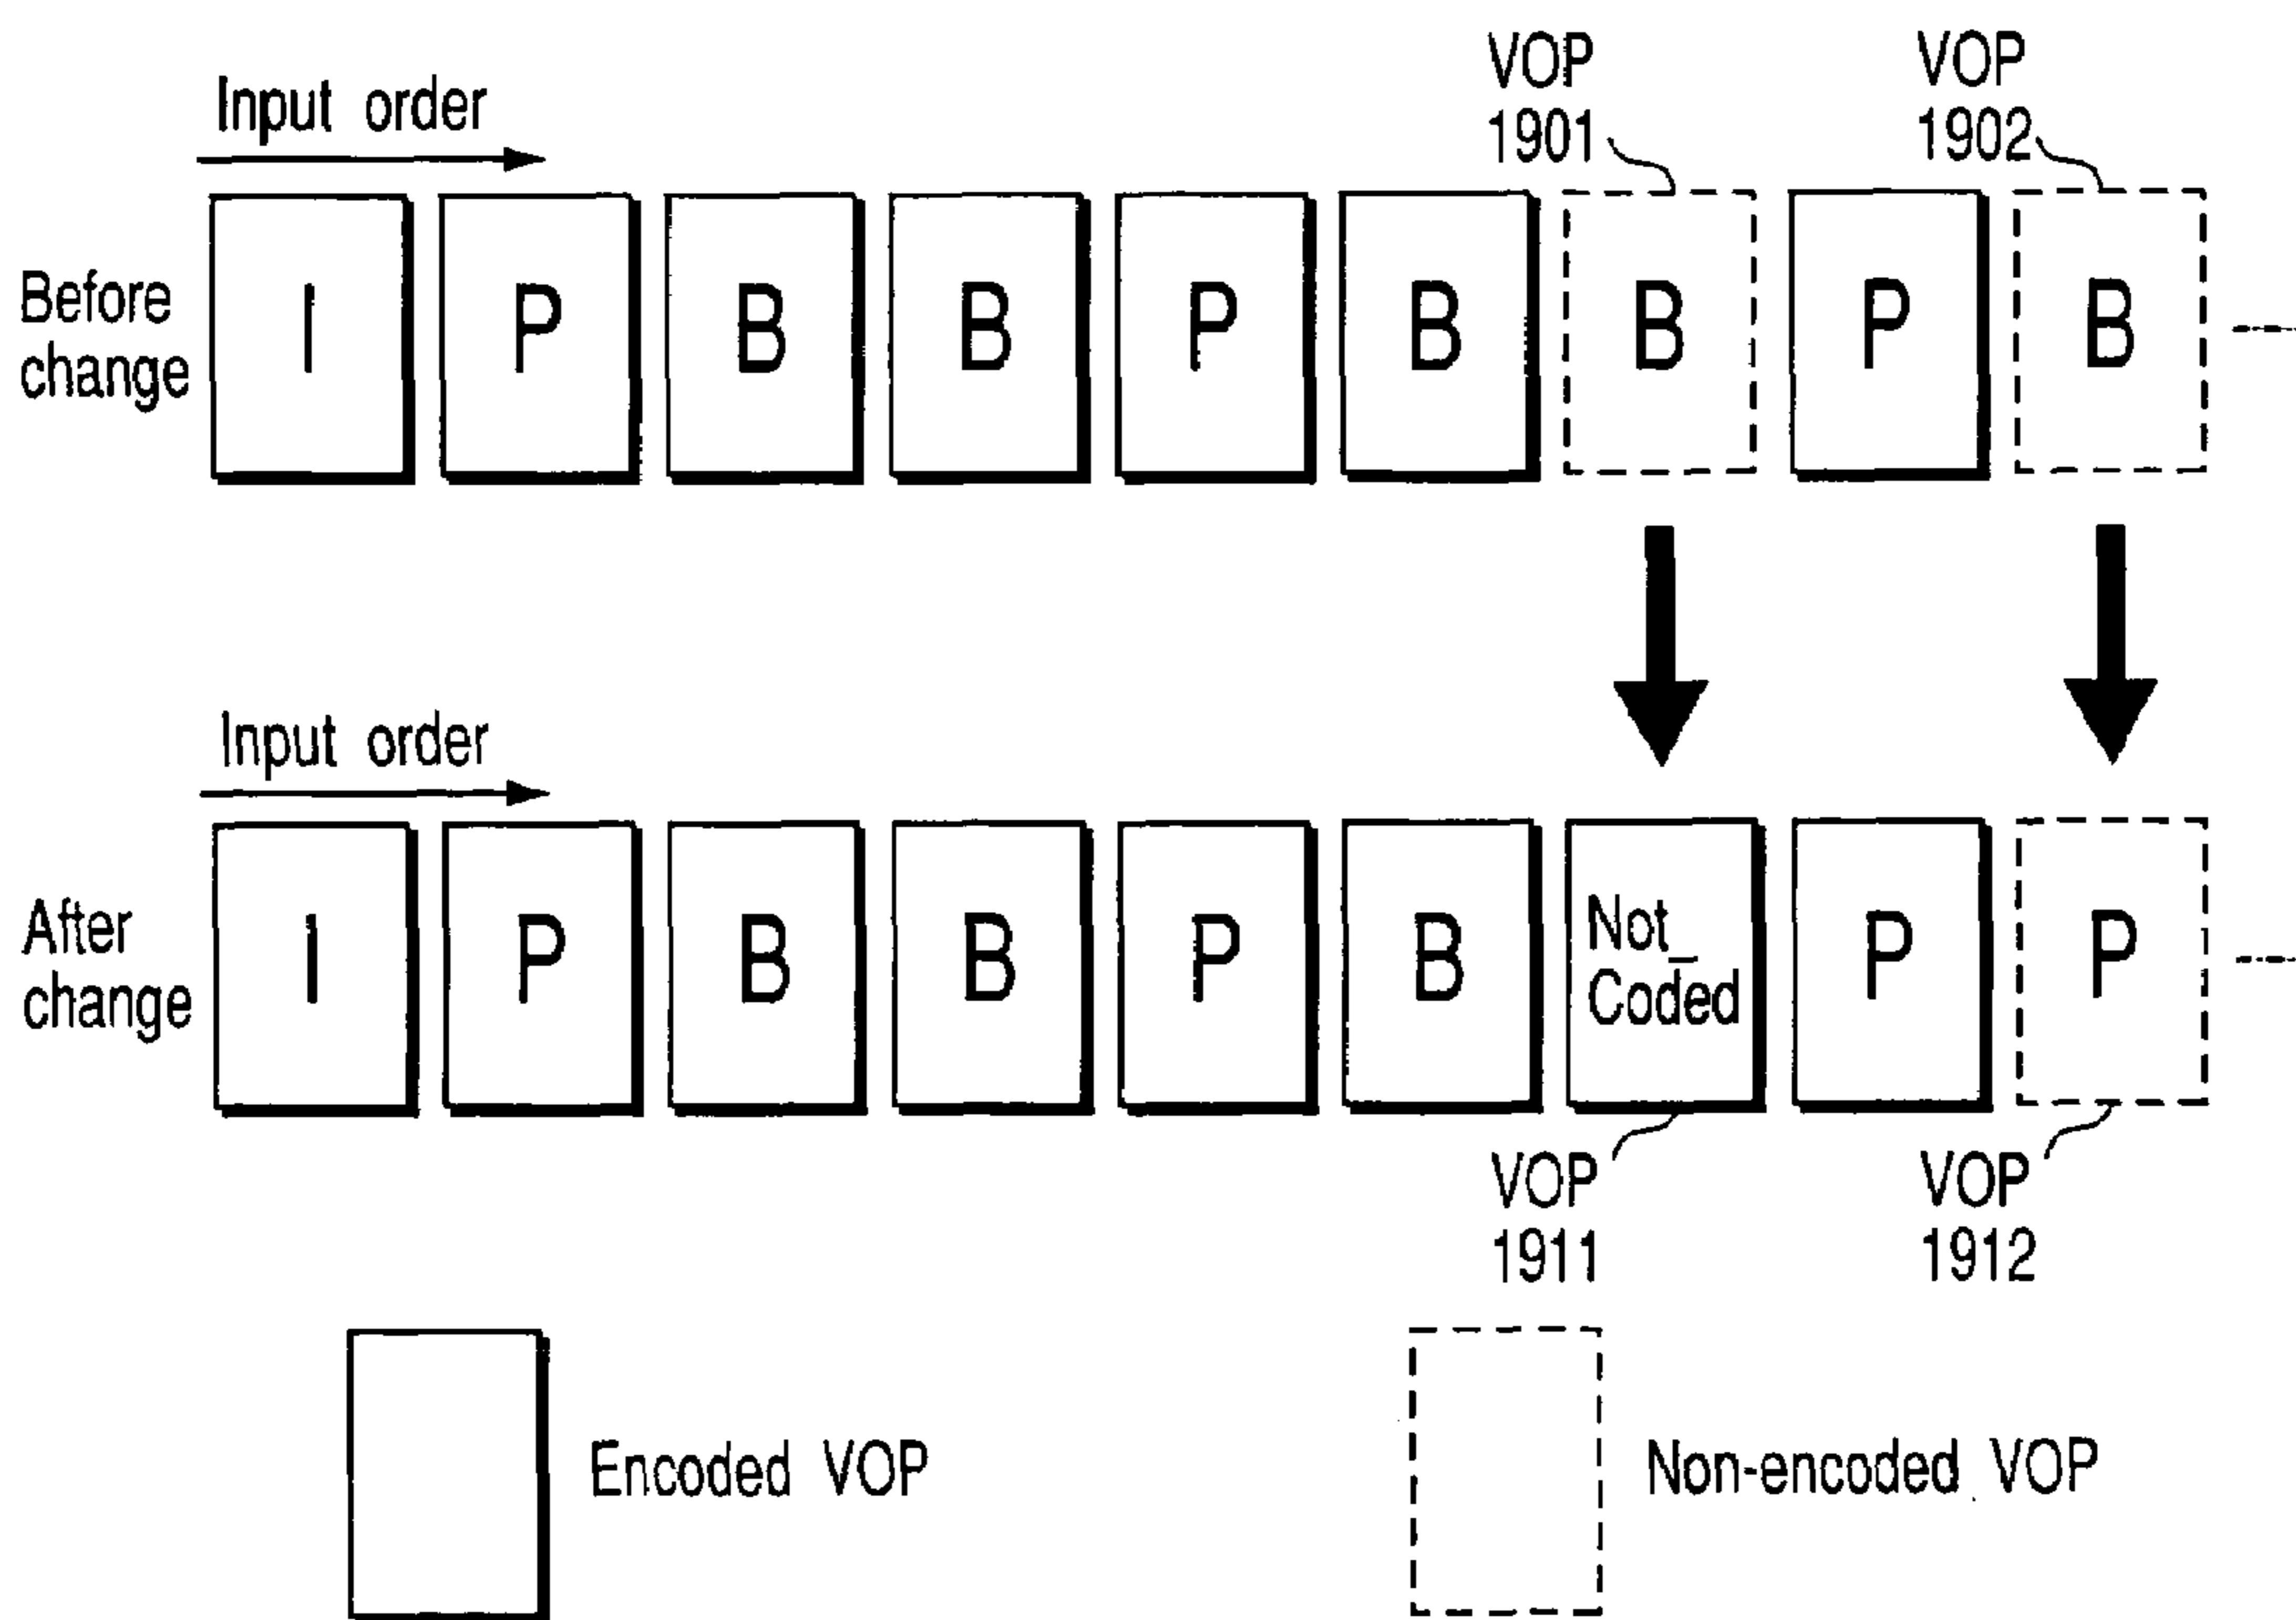 Input order
VOP
1901
VOP
1902
Before
change
I P B B P B B P B
Input order
After
change
I P B B P B Not_
Coded P P
VOP
1911
VOP
1912
Encoded VOP
Non-encoded VOP